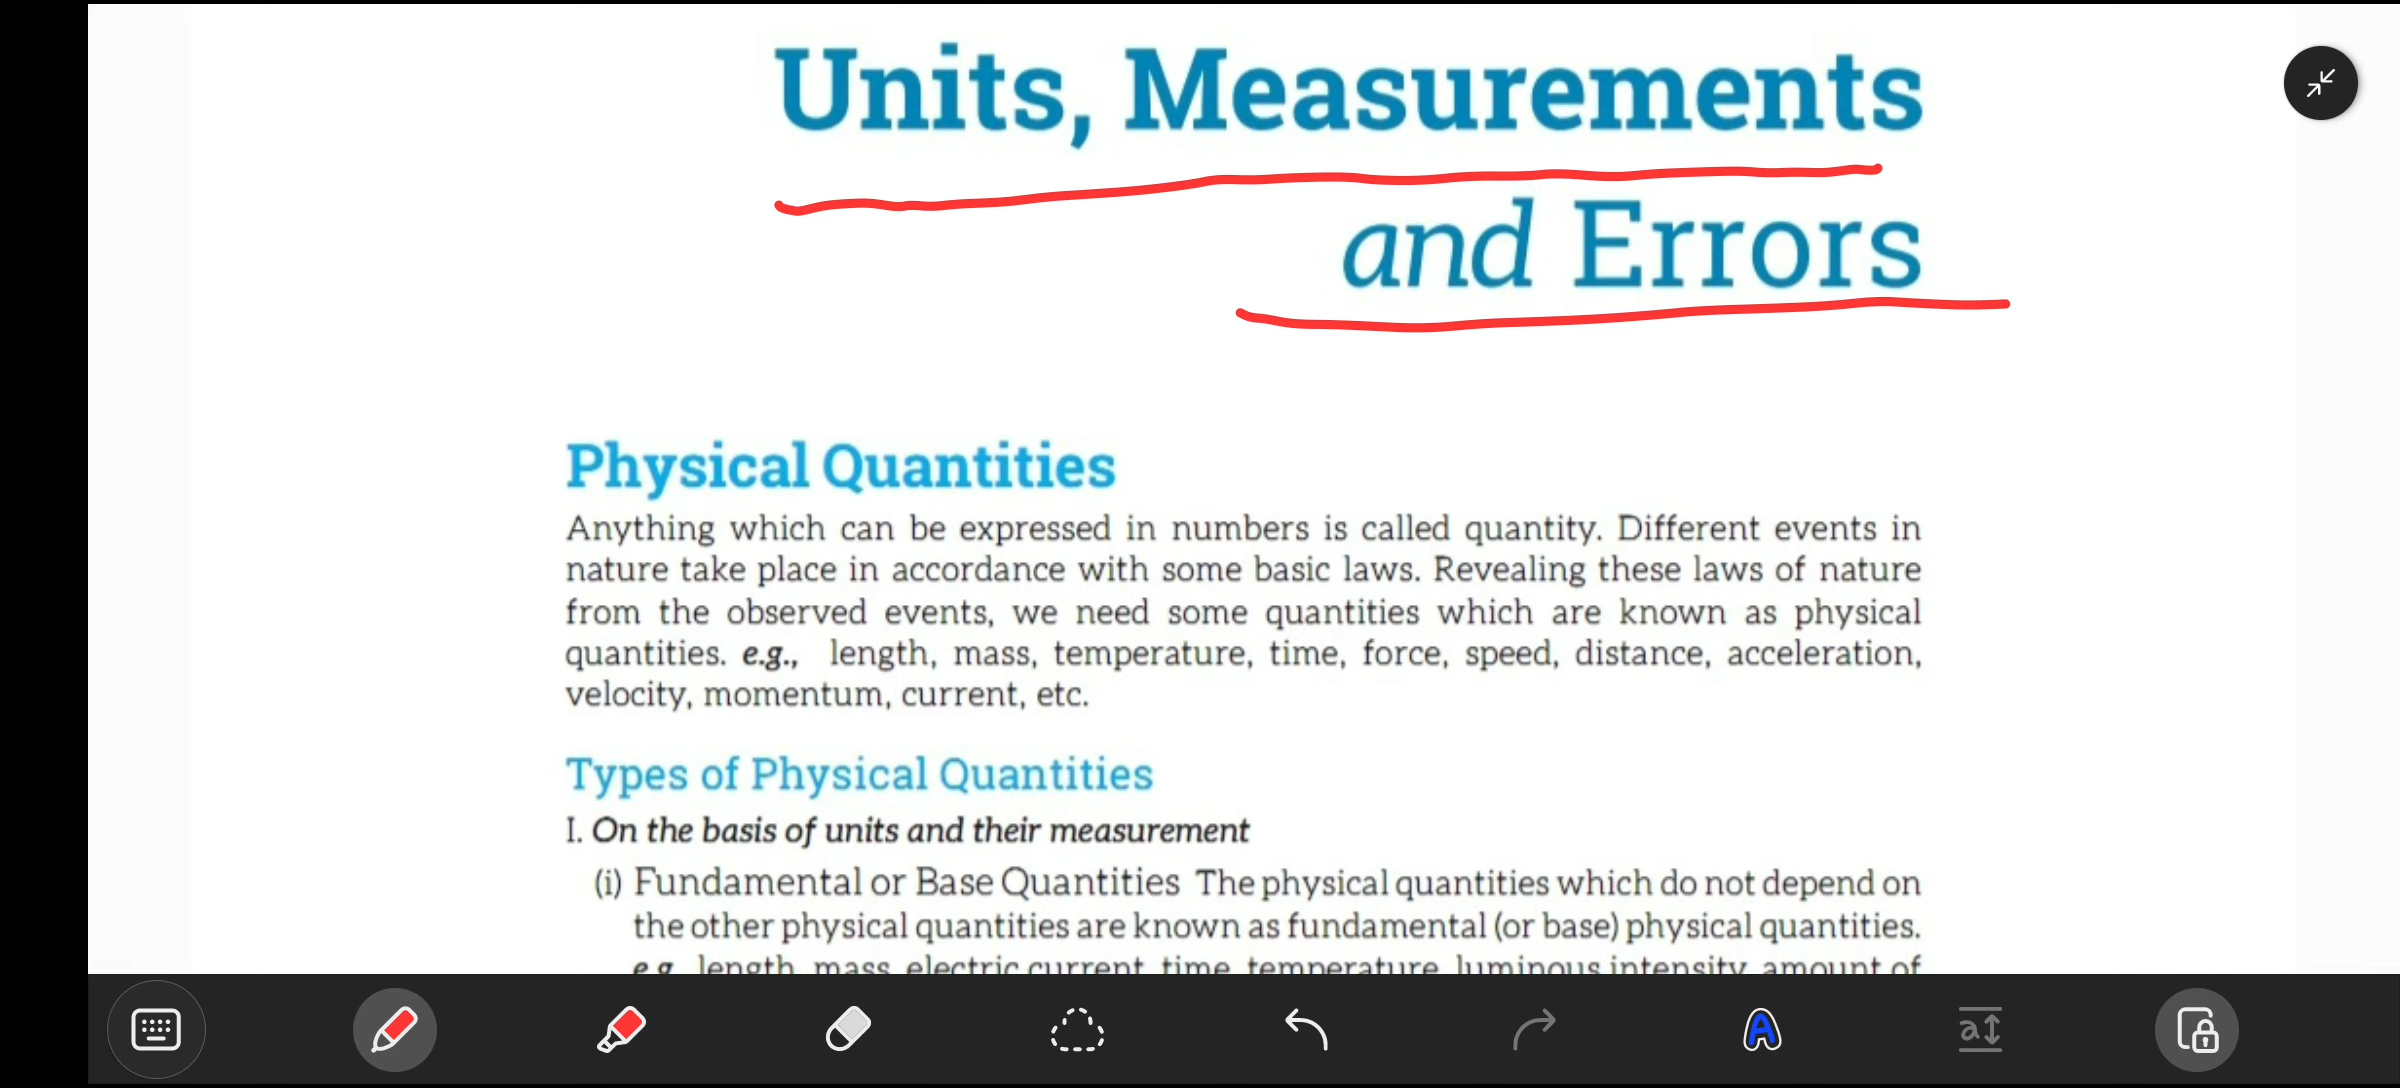 Units, Measurements
and Errors
Physical Quantities
Anything which can be expressed in numbers is called quantity. Different events in
nature take place in accordance with some basic laws. Revealing these laws of nature
from the observed events, we need some quantities which are known as physical
quantities. e.g., length, mass, temperature, time, force, speed, distance, acceleration,
velocity, momentum, current, etc.
Types of Physical Quantities
I. On the basis of units and their measurement
(i) Fundamental or Base Quantities The physical quantities which do not depend on
the other physical quantities are known as fundamental (or base) physical quantities.
e.g. length, mass, electric current, time, temperature, luminous intensity, amount of
A
a